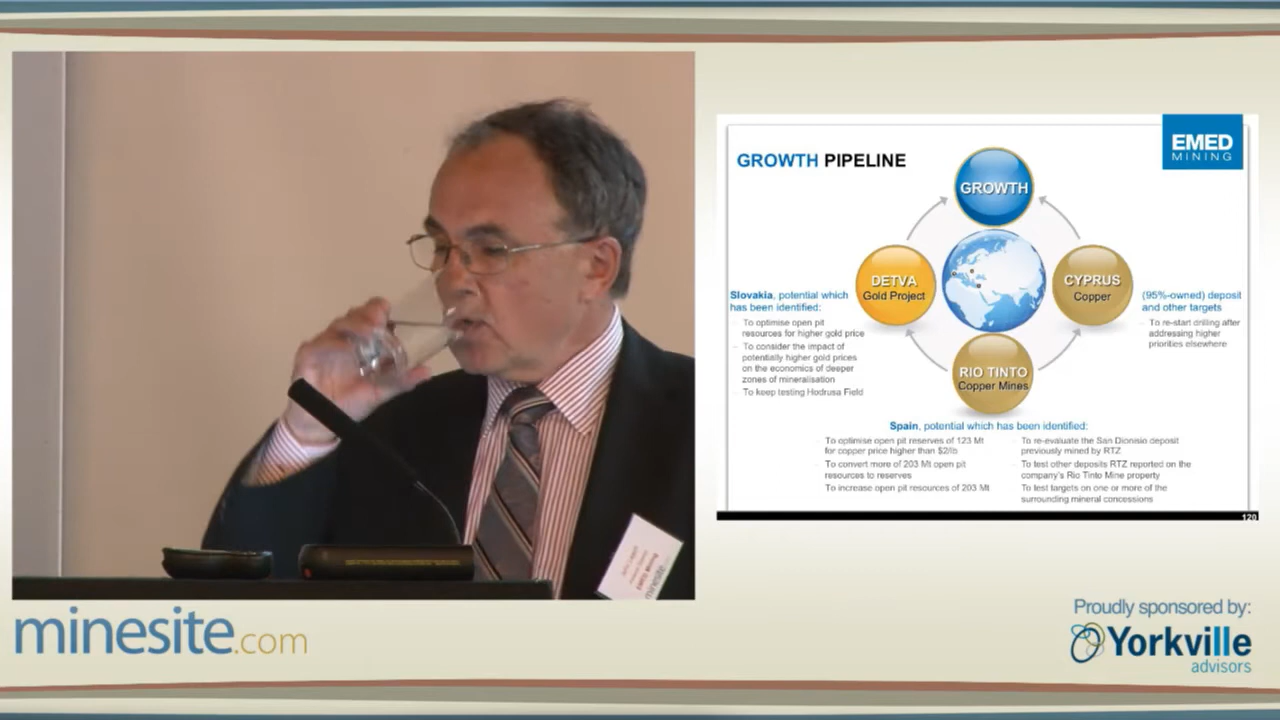 EMED
MINING
GROWTH PIPELINE
GROWTH
DETVA
Gold Project
CYPRUS
Copper
RIO TINTO
Copper Mines
Slovakia, potential which
has been identified:
To optimise open pit
resources for higher gold price
To consider the impact of
potentially higher gold prices
on the economics of deeper
zones of mineralisation
To keep testing Hodrusa Field
(95%-owned) deposit
and other targets
To re-start drilling after
addressing higher
priorities elsewhere
Spain, potential which has been identified:
To optimise open pit reserves of 123 Mt
for copper price higher than $2/lb
To convert more of 203 Mt open pit
resources to reserves
To increase open pit resources of 203 Mt
To re-evaluate the San Dionisio deposit
previously mined by RTZ
To test other deposits RTZ reported on the
company's Rio Tinto Mine property
To test targets on one or more of the
surrounding mineral concessions
120
EMED Mining
minesite
minesite.com
Proudly sponsored by:
Yorkville
advisors